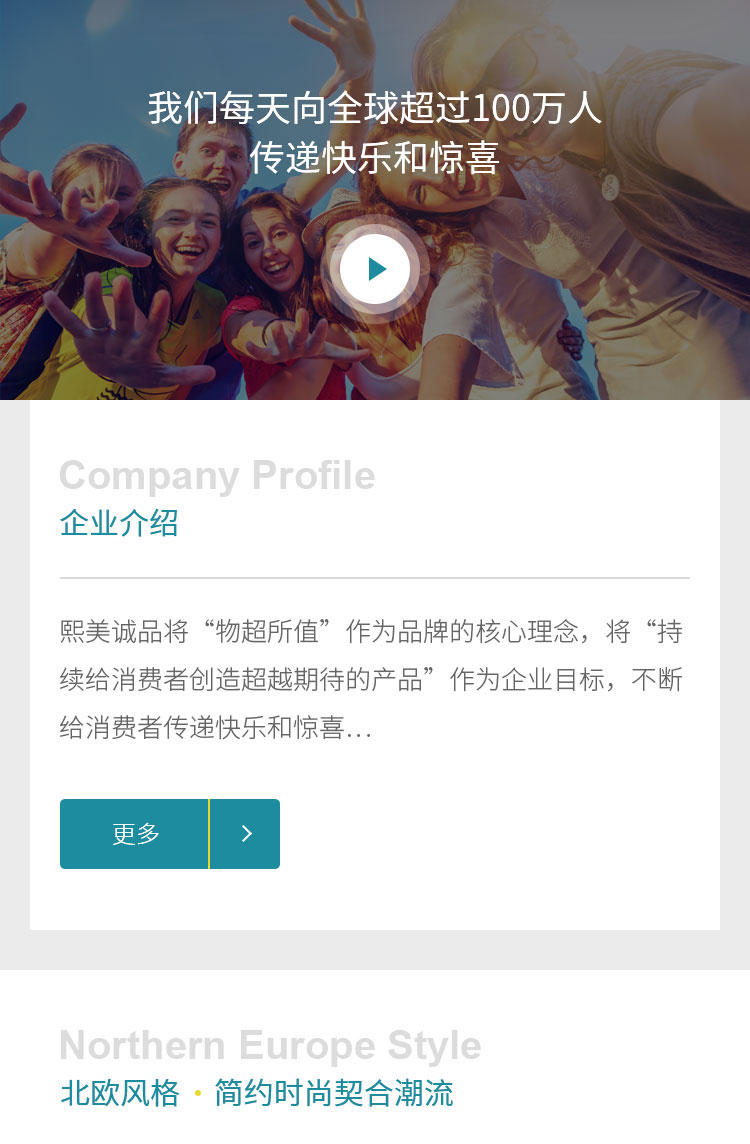 我们每天向全球超过100万人
传递快乐和惊喜
Company Profile
企业介绍
熙美诚品将“物超所值”作为品牌的核心理念，将“持
续给消费者创造超越期待的产品”作为企业目标，不断
给消费者传递快乐和惊喜…
更多
Northern Europe Style
北欧风格·简约时尚契合潮流